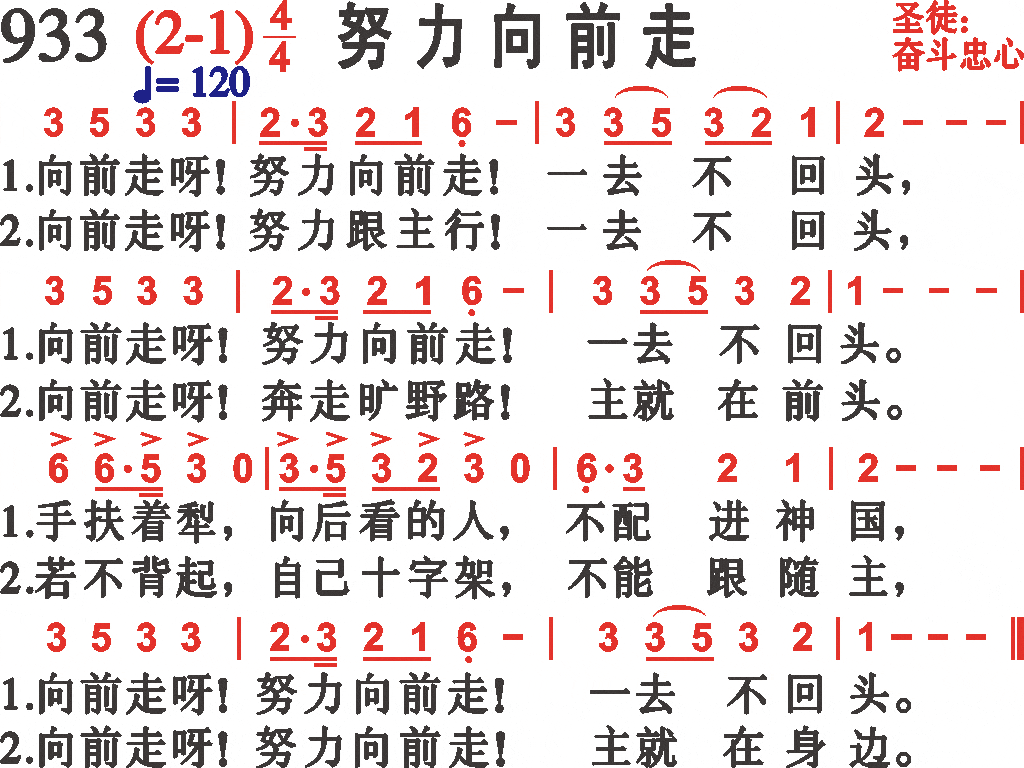 933 (2-1) 4/4 努力向前走 圣徒：
♩= 120 奋斗忠心
3 5 3 3 | 2·3 2 1 6 － | 3 3 5 3 2 1 | 2 － － － |
1.向前走呀！努力向前走！ 一去 不 回 头，
2.向前走呀！努力跟主行！ 一去 不 回 头，
3 5 3 3 | 2·3 2 1 6 － | 3 3 5 3 2 | 1 － － － |
1.向前走呀！努力向前走！ 一去 不 回 头。
2.向前走呀！奔走旷野路！ 主就 在 前 头。
> > > > > > > >
6 6·5 3 0 | 3·5 3 2 3 0 | 6·3 2 1 | 2 － － － |
1.手扶着犁，向后看的人， 不配 进 神 国，
2.若不背起，自己十字架， 不能 跟 随 主，
3 5 3 3 | 2·3 2 1 6 － | 3 3 5 3 2 | 1 － － － ‖
1.向前走呀！努力向前走！ 一去 不 回 头。
2.向前走呀！努力向前走！ 主就 在 身 边。